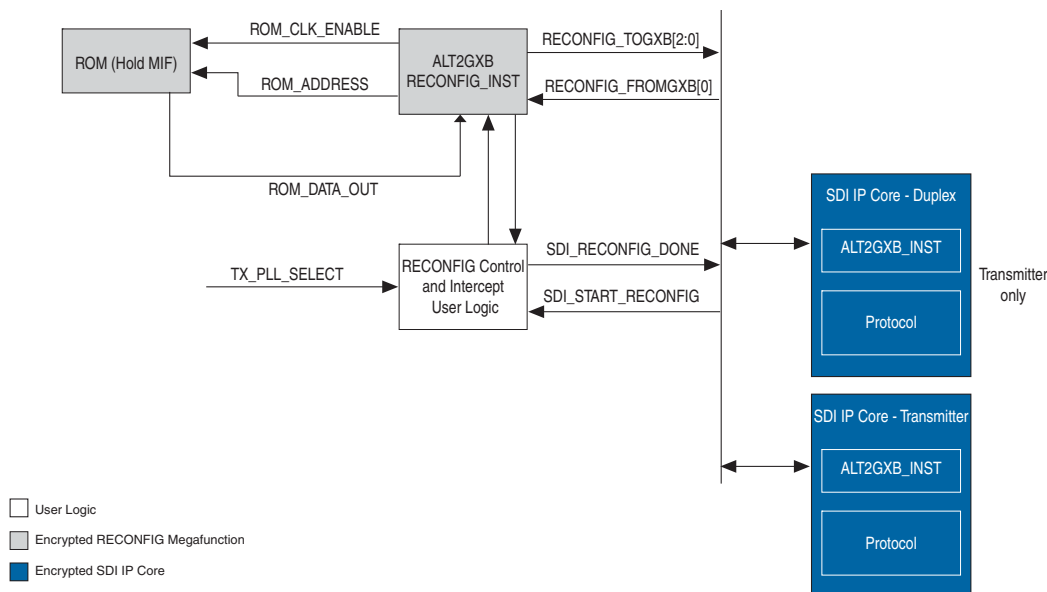 ROM_CLK_ENABLE
RECONFIG_TOGXB[2:0]
ROM (Hold MIF)
ALT2GXB
RECONFIG_INST
ROM_ADDRESS
RECONFIG_FROMGXB[0]
ROM_DATA_OUT
SDI IP Core - Duplex
ALT2GXB_INST
Protocol
Transmitter
only
TX_PLL_SELECT
RECONFIG Control
and Intercept
User Logic
SDI_RECONFIG_DONE
SDI_START_RECONFIG
SDI IP Core - Transmitter
ALT2GXB_INST
Protocol
User Logic
Encrypted RECONFIG Megafunction
Encrypted SDI IP Core